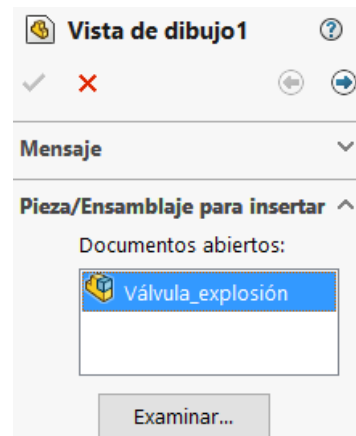 Vista de dibujo1
Mensaje
Pieza/Ensamblaje para insertar
Documentos abiertos:
Válvula_explosión
Examinar...